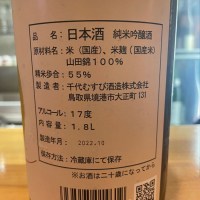 品名：日本酒 純米吟醸酒
原材料名：米（国産）、米麹（国産米）
山田錦100％
精米歩合：55％
製造者：千代むすび酒造株式会社
鳥取県境港市大正町131
アルコール：17度
内容量：1.8L
製造年月：2022.10
保存方法：冷蔵庫にて保存
※お酒は二十歳になってから